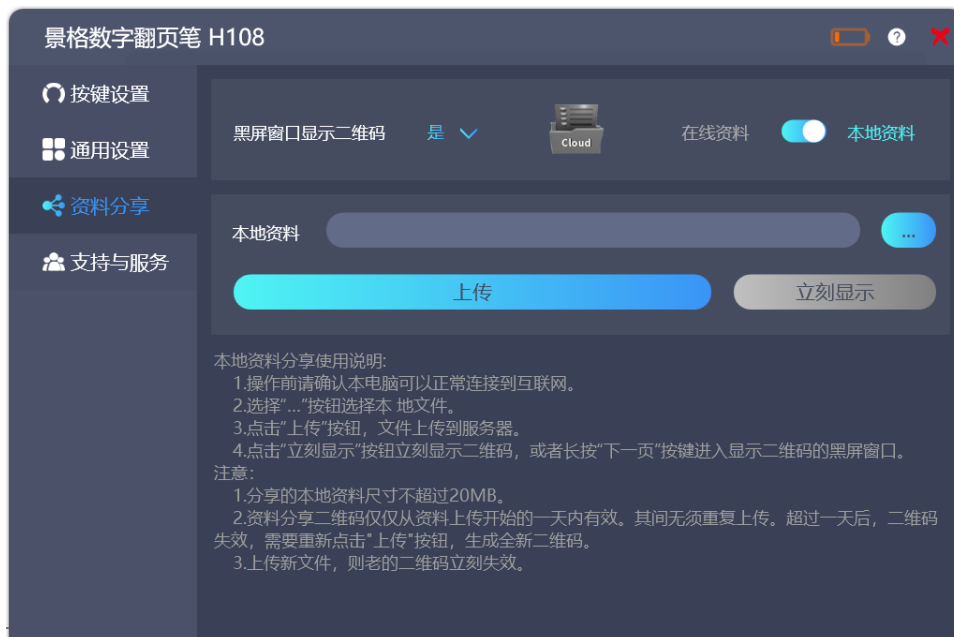 景格数字翻页笔 H108
?
按键设置
通用设置
资料分享
支持与服务
黑屏窗口显示二维码
是
Cloud
在线资料
本地资料
本地资料
...
上传
立刻显示
本地资料分享使用说明:
1.操作前请确认本电脑可以正常连接到互联网。
2.选择"..."按钮选择本 地文件。
3.点击"上传"按钮，文件上传到服务器。
4.点击"立刻显示"按钮立刻显示二维码，或者长按"下一页"按键进入显示二维码的黑屏窗口。
注意:
1.分享的本地资料尺寸不超过20MB。
2.资料分享二维码仅仅从资料上传开始的一天内有效。其间无须重复上传。超过一天后，二维码
失效，需要重新点击"上传"按钮，生成全新二维码。
3.上传新文件，则老的二维码立刻失效。